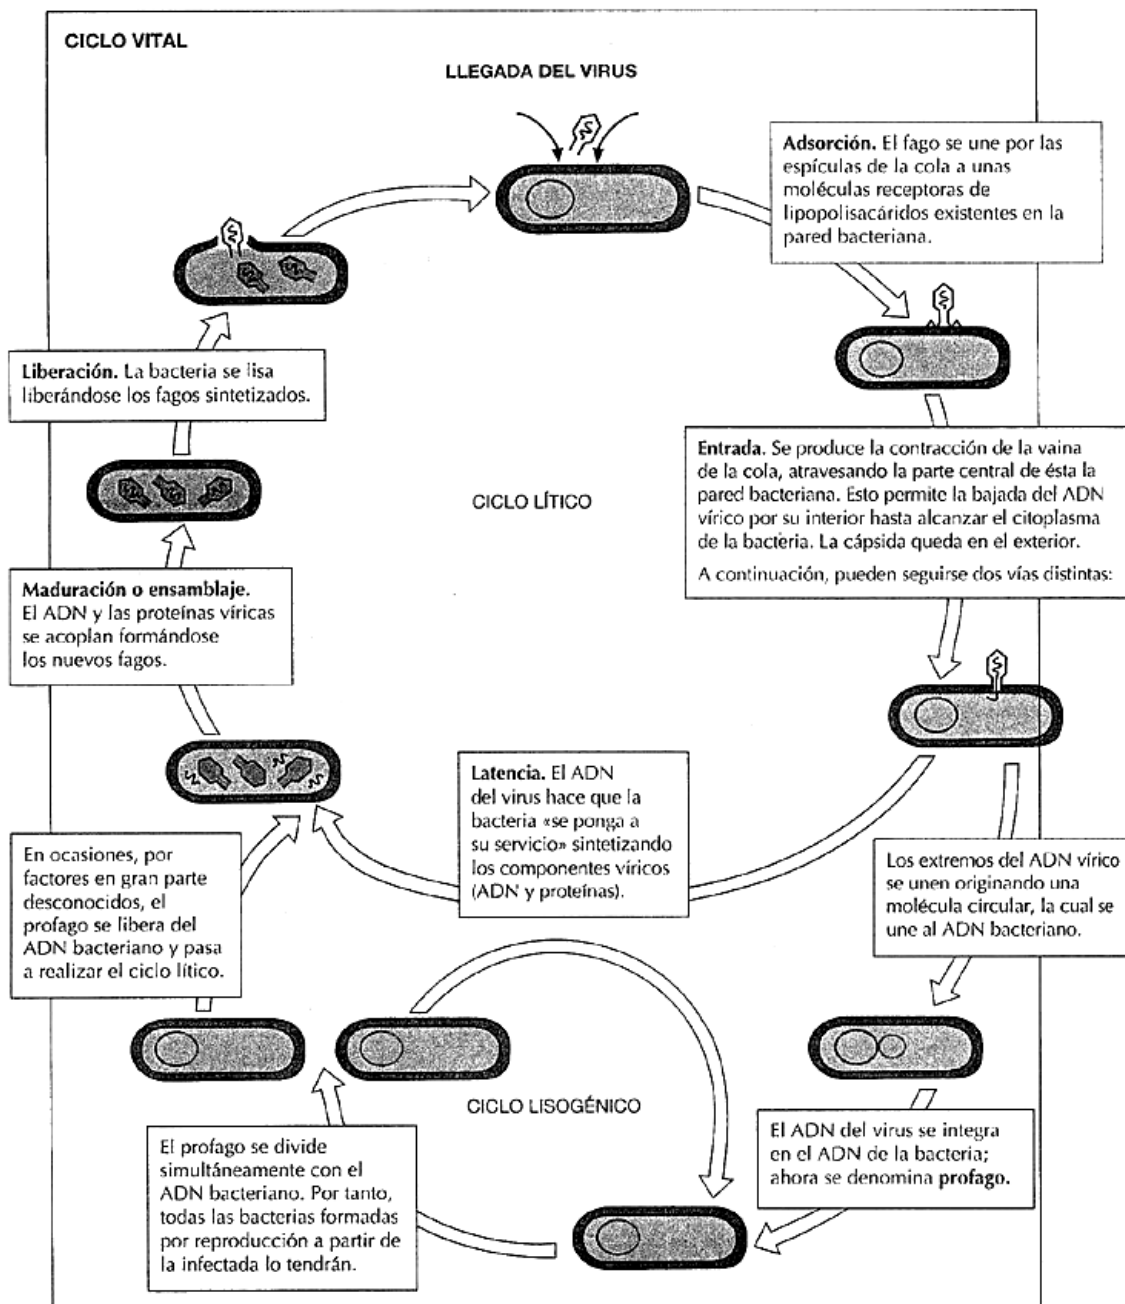 CICLO VITAL
LLEGADA DEL VIRUS
Adsorción. El fago se une por las
espículas de la cola a unas
moléculas receptoras de
lipopolisacáridos existentes en la
pared bacteriana.
Entrada. Se produce la contracción de la vaina
de la cola, atravesando la parte central de ésta la
pared bacteriana. Esto permite la bajada del ADN
vírico por su interior hasta alcanzar el citoplasma
de la bacteria. La cápsida queda en el exterior.
A continuación, pueden seguirse dos vías distintas:
Liberación. La bacteria se lisa
liberándose los fagos sintetizados.
CICLO LÍTICO
Maduración o ensamblaje.
El ADN y las proteínas víricas
se acoplan formándose
los nuevos fagos.
Latencia. El ADN
del virus hace que la
bacteria «se ponga a
su servicio» sintetizando
los componentes víricos
(ADN y proteínas).
Los extremos del ADN vírico
se unen originando una
molécula circular, la cual se
une al ADN bacteriano.
En ocasiones, por
factores en gran parte
desconocidos, el
profago se libera del
ADN bacteriano y pasa
a realizar el ciclo lítico.
CICLO LISOGÉNICO
El ADN del virus se integra
en el ADN de la bacteria;
ahora se denomina profago.
El profago se divide
simultáneamente con el
ADN bacteriano. Por tanto,
todas las bacterias formadas
por reproducción a partir de
la infectada lo tendrán.